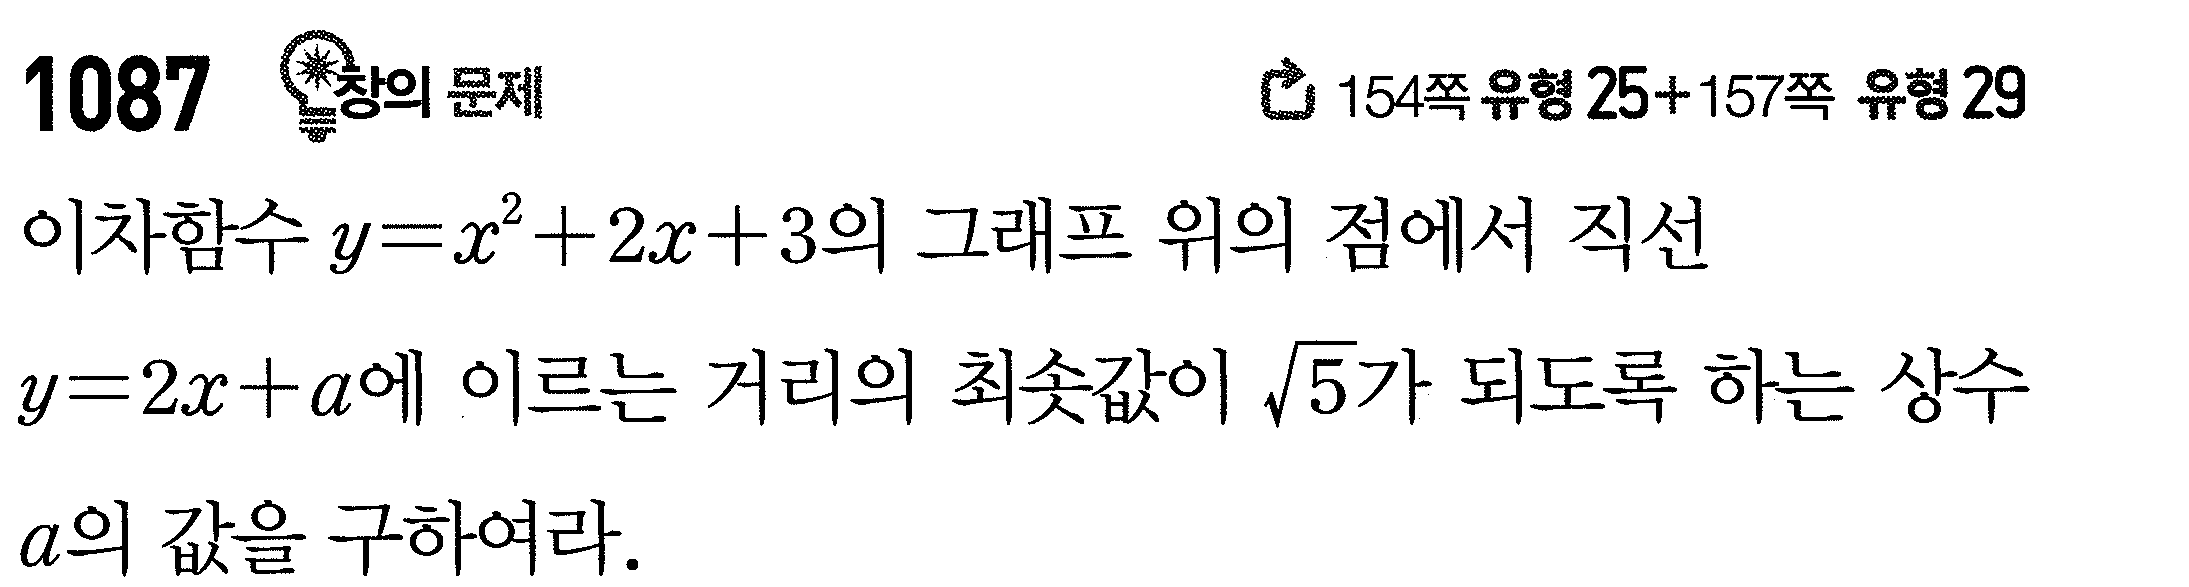 1087 창의 문제 154쪽 유형 25+157쪽 유형 29
이차함수 y=x²+2x+3의 그래프 위의 점에서 직선
y=2x+a에 이르는 거리의 최솟값이 √5가 되도록 하는 상수
a의 값을 구하여라.